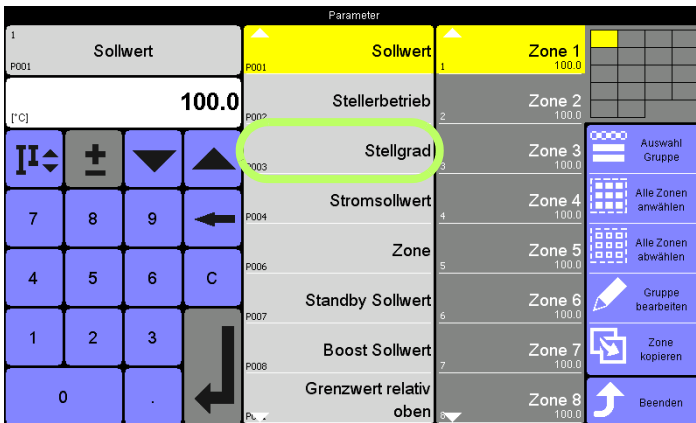 Parameter
1
Sollwert
P001
100.0
[°C]
7
8
9
4
5
6
C
1
2
3
0
.
Sollwert
P001
Stellerbetrieb
P002
Stellgrad
P003
Stromsollwert
P004
Zone
P006
Standby Sollwert
P007
Boost Sollwert
P008
Grenzwert relativ
oben
Zone 1
1
100.0
Zone 2
2
100.0
Zone 3
3
100.0
Zone 4
4
100.0
Zone 5
5
100.0
Zone 6
6
100.0
Zone 7
7
100.0
Zone 8
8
100.0
Auswahl
Gruppe
Alle Zonen
anwählen
Alle Zonen
abwählen
Gruppe
bearbeiten
Zone
kopieren
Beenden